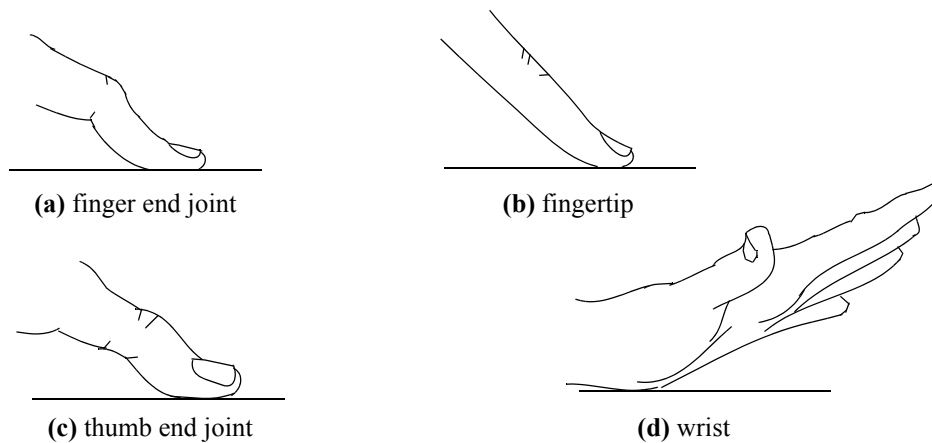 (a) finger end joint
(b) fingertip
(c) thumb end joint
(d) wrist